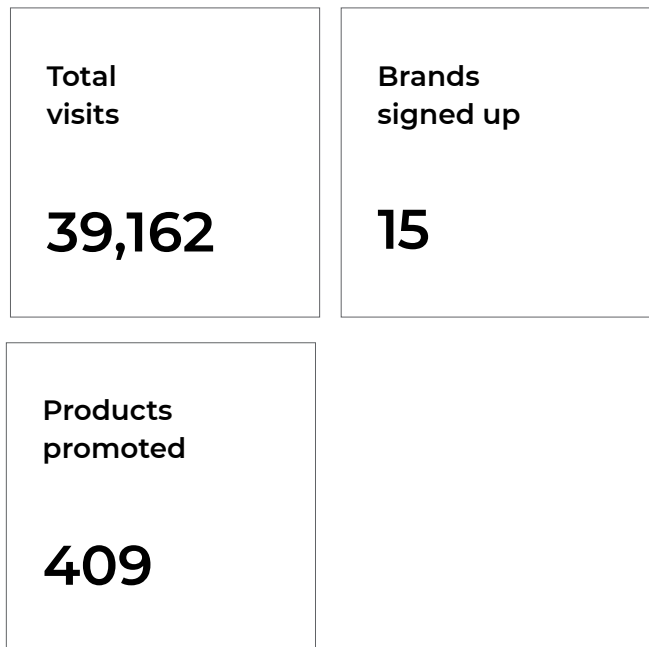 Total
visits
39,162
Brands
signed up
15
Products
promoted
409